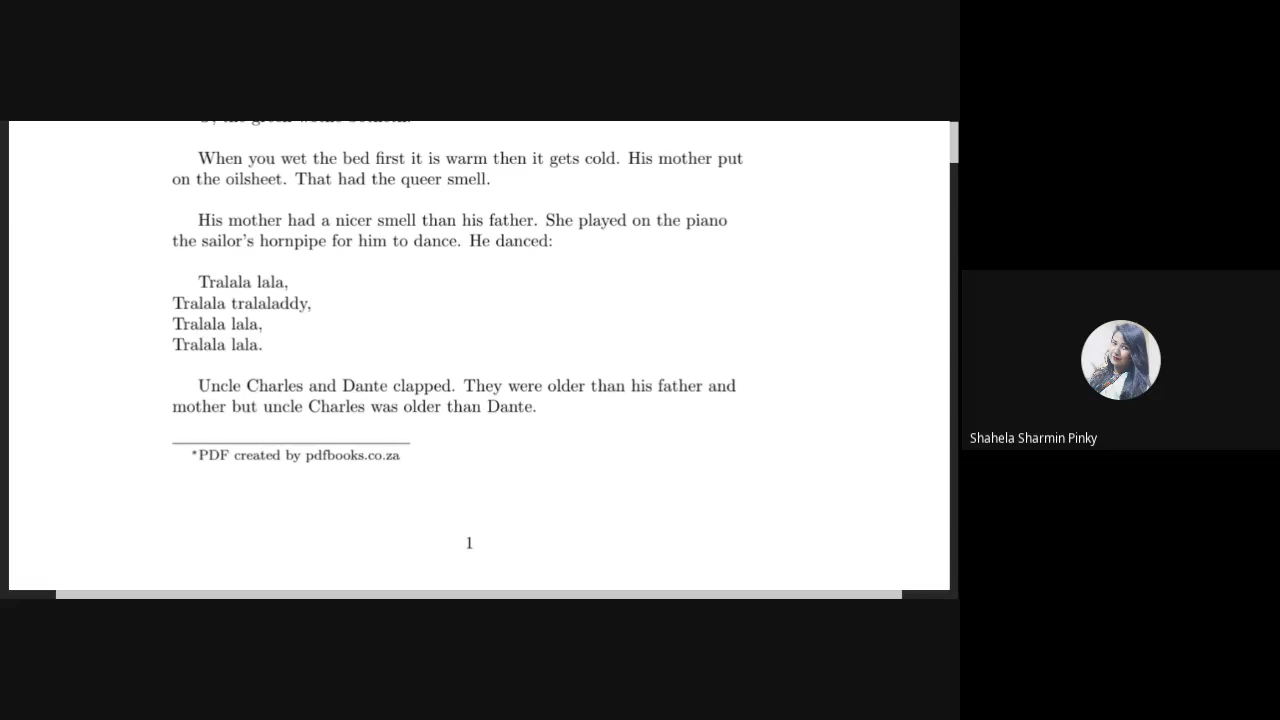 When you wet the bed first it is warm then it gets cold. His mother put
on the oilsheet. That had the queer smell.
His mother had a nicer smell than his father. She played on the piano
the sailor's hornpipe for him to dance. He danced:
Tralala lala,
Tralala tralaladdy,
Tralala lala,
Tralala lala.
Uncle Charles and Dante clapped. They were older than his father and
mother but uncle Charles was older than Dante.
*PDF created by pdfbooks.co.za
1
Shahela Sharmin Pinky